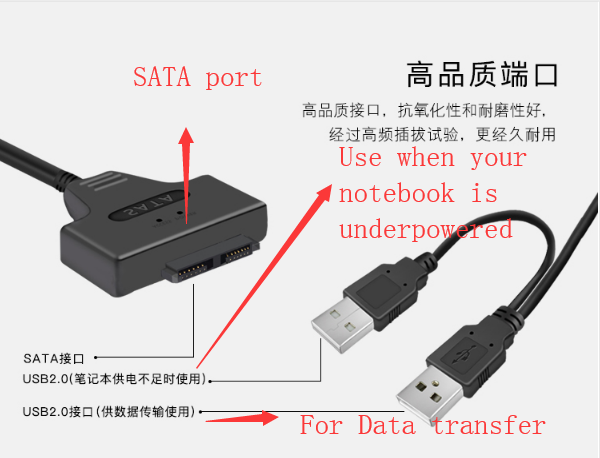 SATA port
高品质端口
高品质接口，抗氧化性和耐磨性好，
经过高频插拔试验，更经久耐用
Use when your
notebook is
underpowered
SATA
SATA接口
USB2.0(笔记本供电不足时使用)
USB2.0接口(供数据传输使用)
For Data transfer